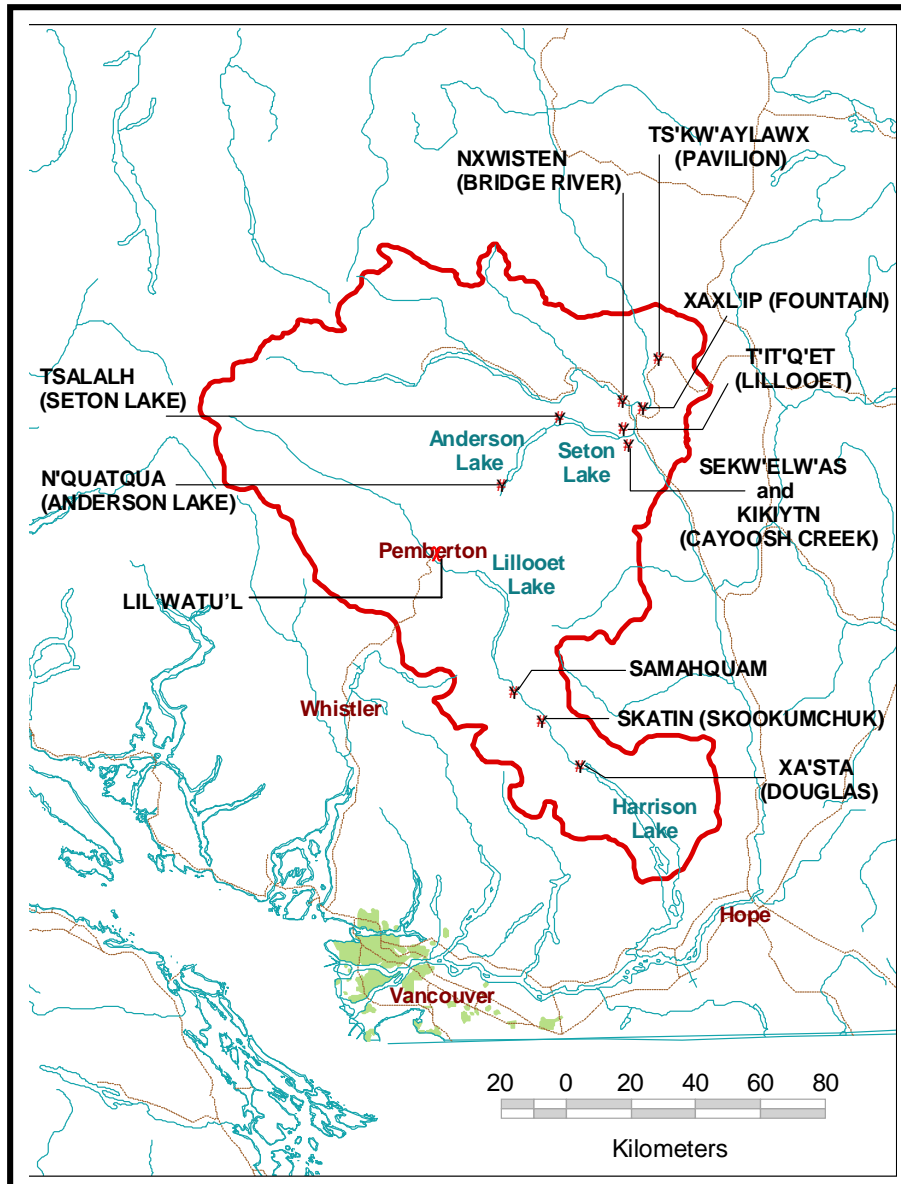 TS'KW'AYLAWX
(PAVILION)
NXWISTEN
(BRIDGE RIVER)
XAXL'IP (FOUNTAIN)
T'IT'Q'ET
(LILLOOET)
TSALALH
(SETON LAKE)
Anderson
Lake
Seton
Lake
N'QUATQUA
(ANDERSON LAKE)
SEKW'ELW'AS
and
KIKIYTN
(CAYOOSH CREEK)
Pemberton
Lillooet
Lake
LIL’WATU’L
SAMAHQUAM
Whistler
SKATIN (SKOOKUMCHUK)
XA'STA
(DOUGLAS)
Harrison
Lake
Hope
Vancouver
20 0 20 40 60 80
Kilometers